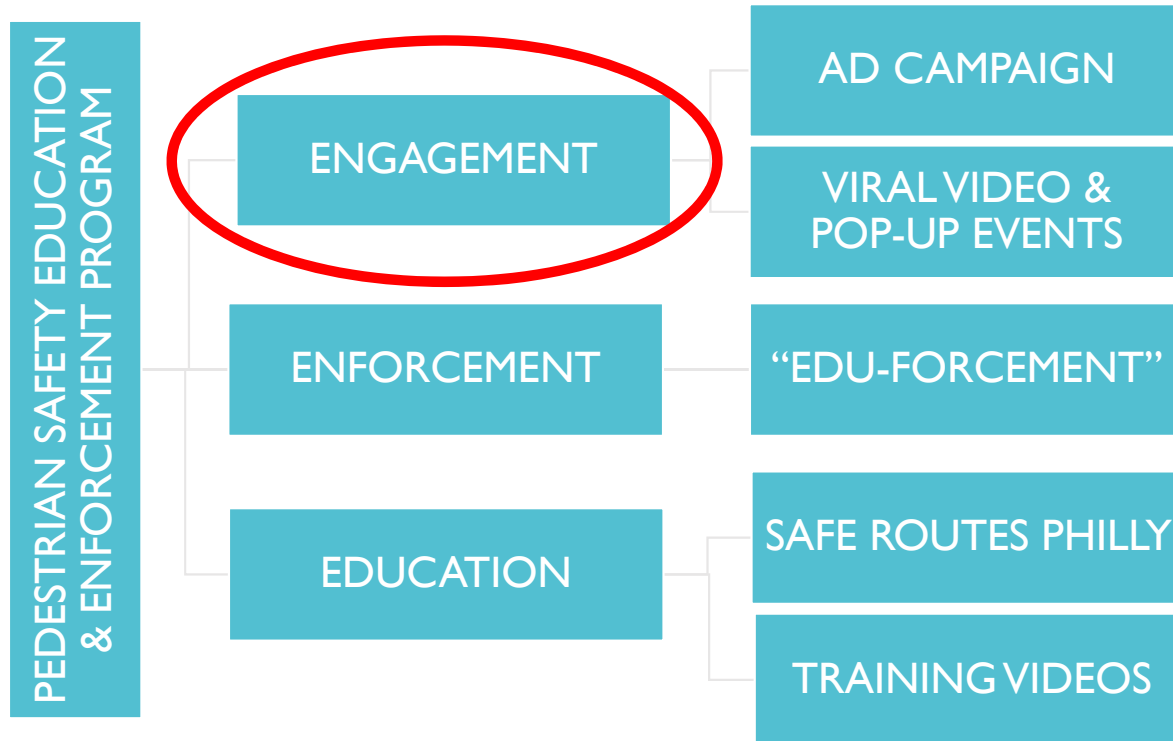 PEDESTRIAN SAFETY EDUCATION
& ENFORCEMENT PROGRAM
ENGAGEMENT
AD CAMPAIGN
VIRAL VIDEO &
POP-UP EVENTS
ENFORCEMENT
“EDU-FORCEMENT”
EDUCATION
SAFE ROUTES PHILLY
TRAINING VIDEOS